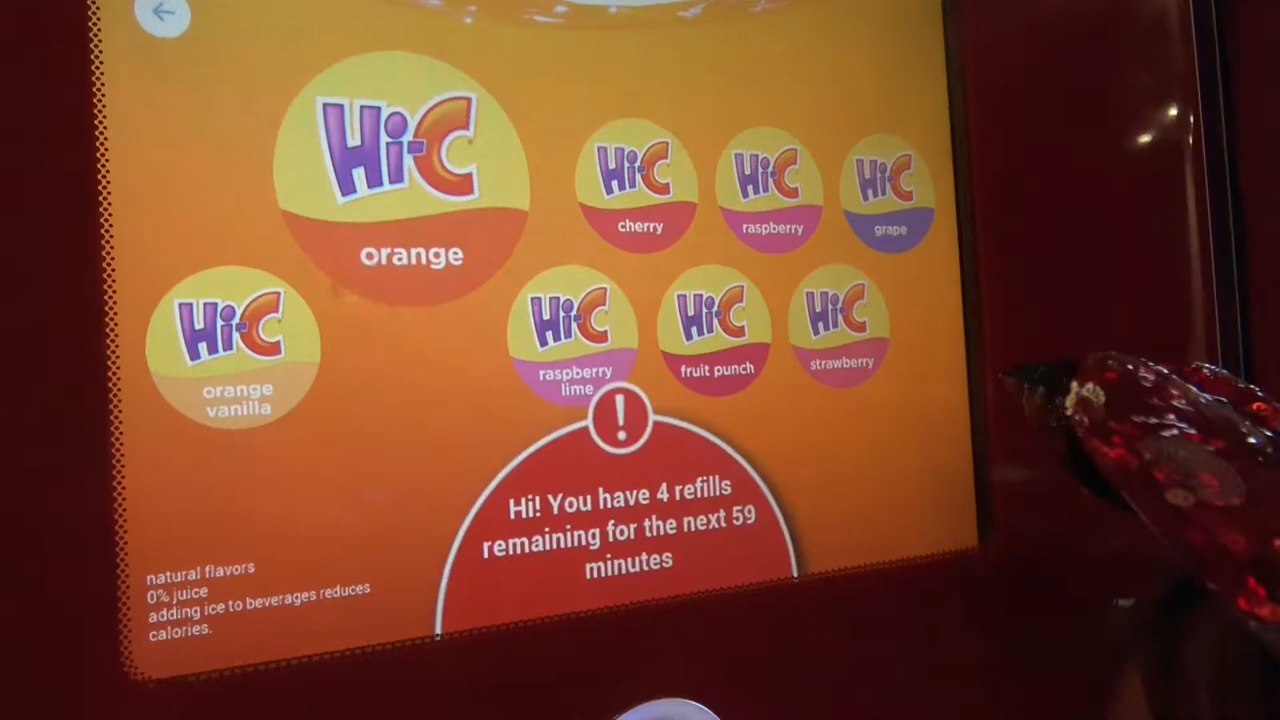 Hi-C
orange
Hi-C
cherry
Hi-C
raspberry
Hi-C
grape
Hi-C
orange
vanilla
Hi-C
raspberry
lime
Hi-C
fruit punch
Hi-C
strawberry
!
Hi! You have 4 refills
remaining for the next 59
minutes
natural flavors
0% juice
adding ice to beverages reduces
calories.